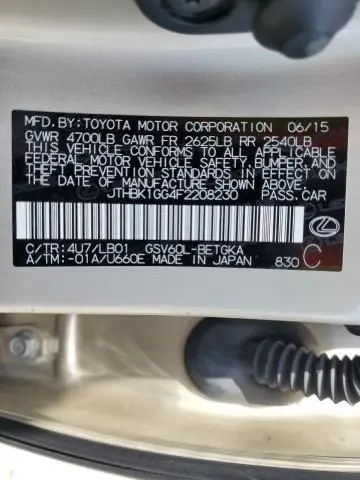 MFD.BY:TOYOTA MOTOR CORPORATION 06/15
GVWR 4700LB GAWR FR 2625LB RR 2540LB
THIS VEHICLE CONFORMS TO ALL APPLICABLE
FEDERAL MOTOR VEHICLE SAFETY,BUMPER,AND
THEFT PREVENTION STANDARDS IN EFFECT ON
THE DATE OF MANUFACTURE SHOWN ABOVE.
JTHBK1GG4F2208230 PASS.CAR
C/TR:4U7/LB01 GSV60L-BETGKA
A/TM:-01A/U660E MADE IN JAPAN 830 C